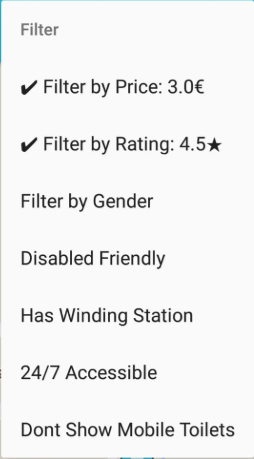 Filter
✔ Filter by Price: 3.0€
✔ Filter by Rating: 4.5★
Filter by Gender
Disabled Friendly
Has Winding Station
24/7 Accessible
Dont Show Mobile Toilets